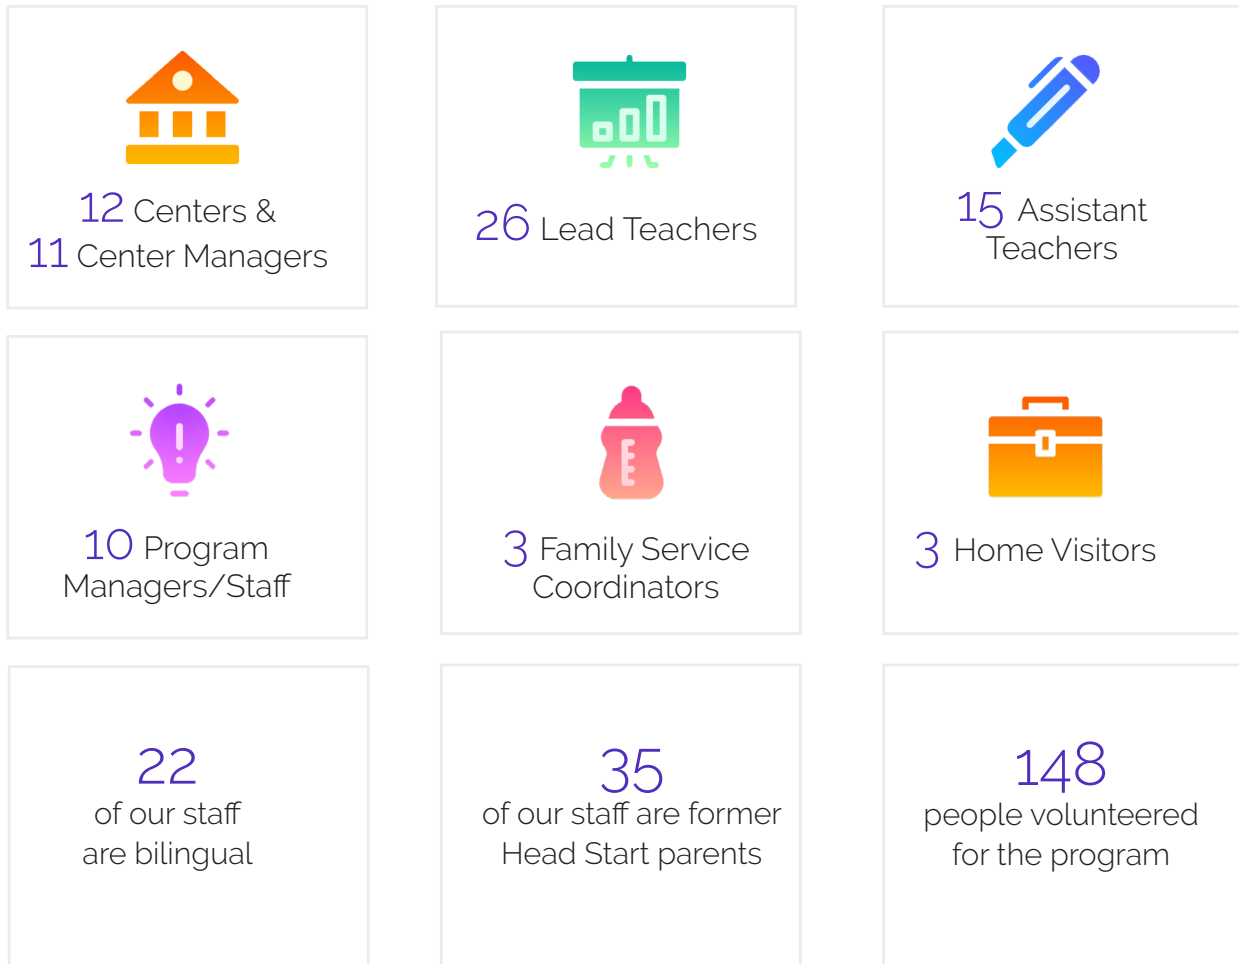 12 Centers &
11 Center Managers
26 Lead Teachers
15 Assistant
Teachers
10 Program
Managers/Staff
3 Family Service
Coordinators
3 Home Visitors
22
of our staff
are bilingual
35
of our staff are former
Head Start parents
148
people volunteered
for the program